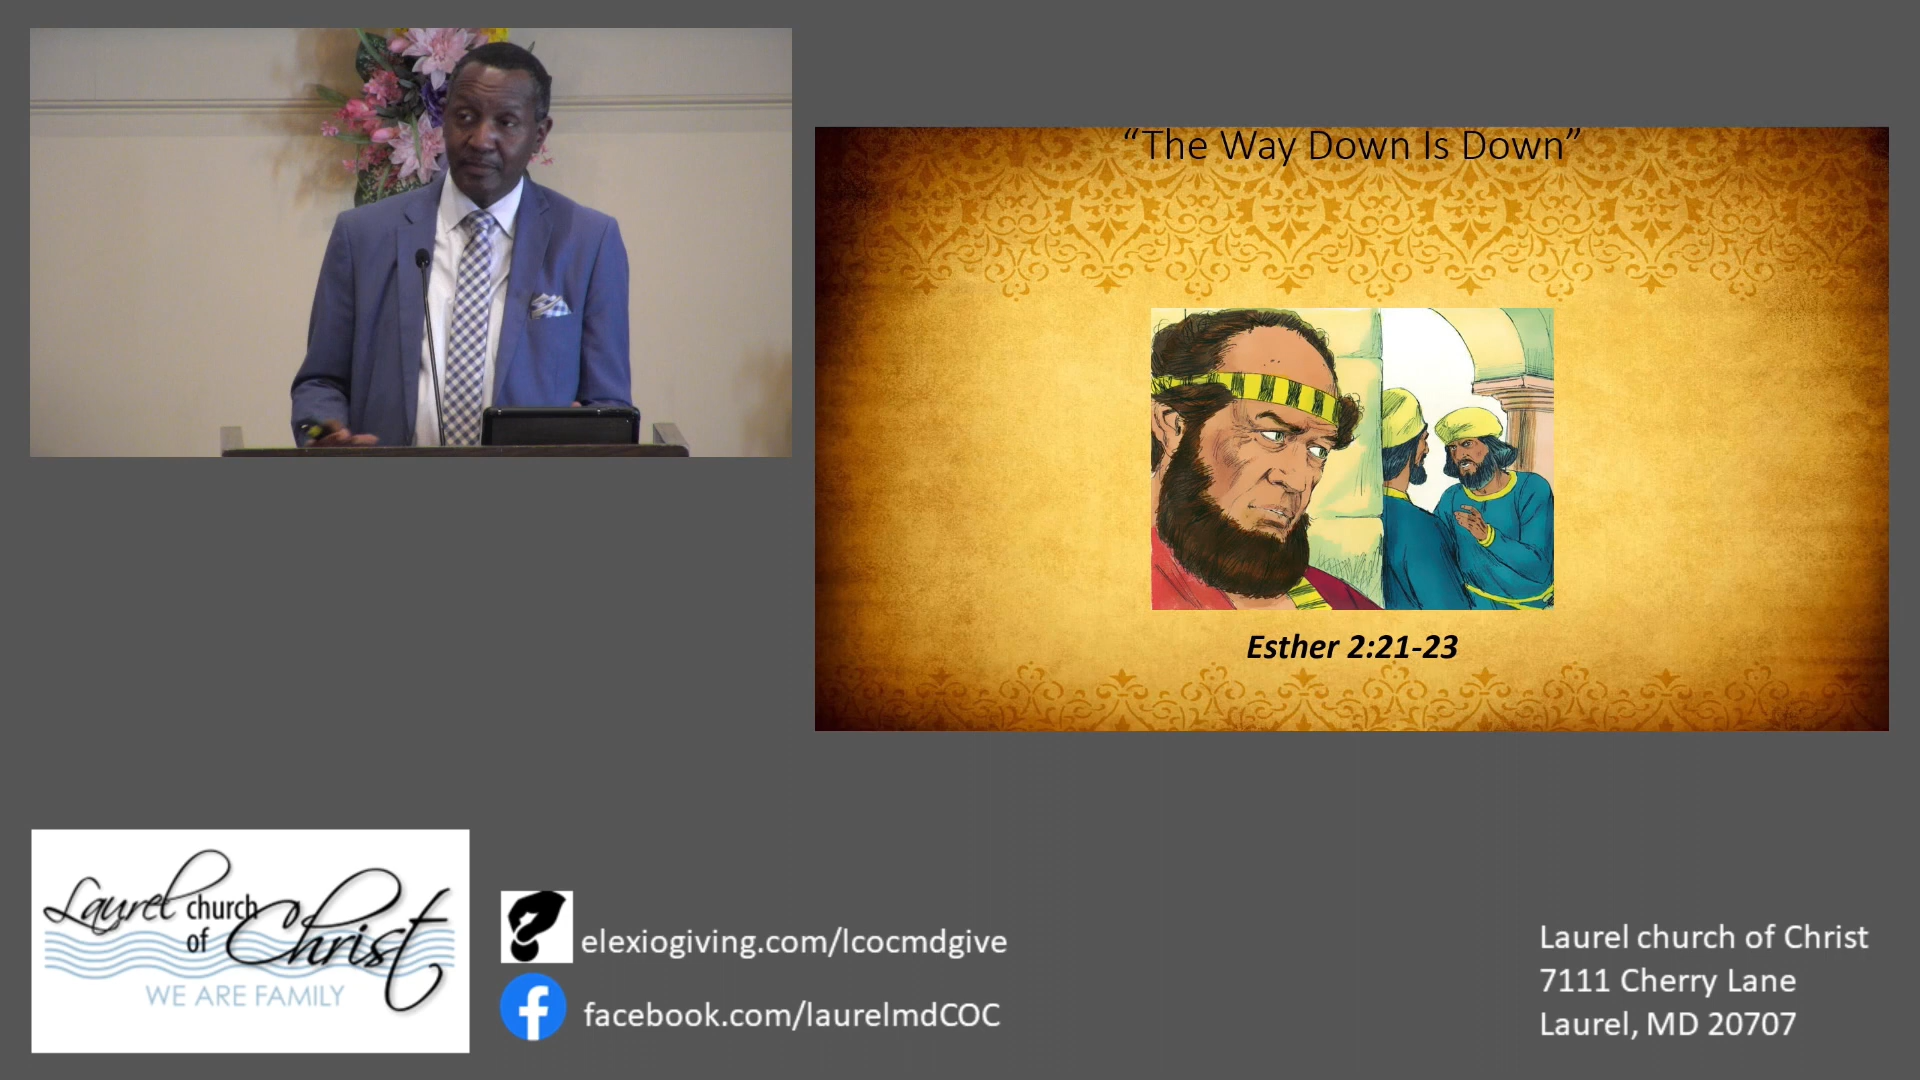 “The Way Down Is Down”
Esther 2:21-23
Laurel church
of Christ
WE ARE FAMILY
elexiogiving.com/lcocmdgive
facebook.com/laurelmdCOC
Laurel church of Christ
7111 Cherry Lane
Laurel, MD 20707